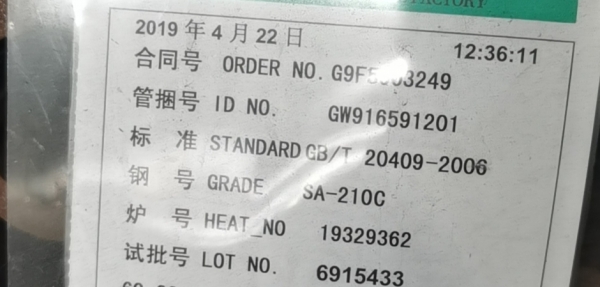 FACTORY
2019 年 4 月 22 日 12:36:11
合同号 ORDER NO.
管捆号 ID NO. GW916591201
标 准 STANDARD GB/T 20409-2006
钢 号 GRADE SA-210C
炉 号 HEAT_NO 19329362
试批号 LOT NO. 6915433